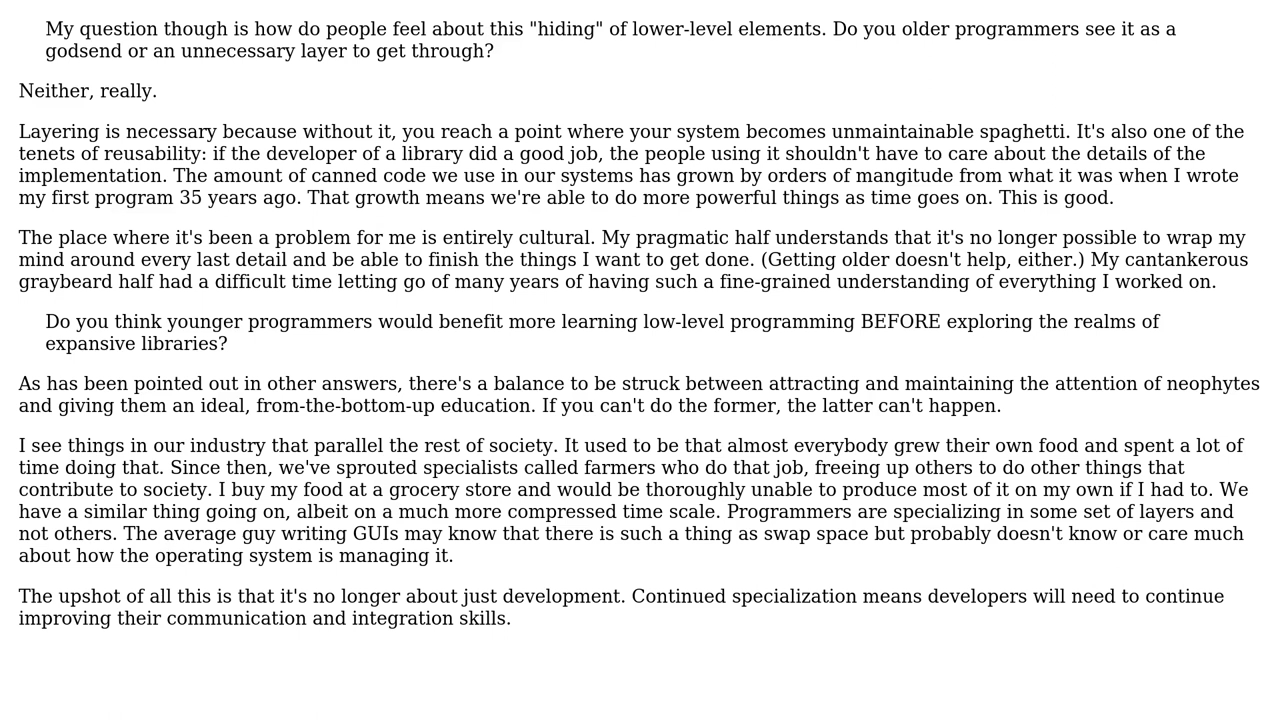 My question though is how do people feel about this "hiding" of lower-level elements. Do you older programmers see it as a
godsend or an unnecessary layer to get through?
Neither, really.
Layering is necessary because without it, you reach a point where your system becomes unmaintainable spaghetti. It's also one of the
tenets of reusability: if the developer of a library did a good job, the people using it shouldn't have to care about the details of the
implementation. The amount of canned code we use in our systems has grown by orders of mangitude from what it was when I wrote
my first program 35 years ago. That growth means we're able to do more powerful things as time goes on. This is good.
The place where it's been a problem for me is entirely cultural. My pragmatic half understands that it's no longer possible to wrap my
mind around every last detail and be able to finish the things I want to get done. (Getting older doesn't help, either.) My cantankerous
graybeard half had a difficult time letting go of many years of having such a fine-grained understanding of everything I worked on.
Do you think younger programmers would benefit more learning low-level programming BEFORE exploring the realms of
expansive libraries?
As has been pointed out in other answers, there's a balance to be struck between attracting and maintaining the attention of neophytes
and giving them an ideal, from-the-bottom-up education. If you can't do the former, the latter can't happen.
I see things in our industry that parallel the rest of society. It used to be that almost everybody grew their own food and spent a lot of
time doing that. Since then, we've sprouted specialists called farmers who do that job, freeing up others to do other things that
contribute to society. I buy my food at a grocery store and would be thoroughly unable to produce most of it on my own if I had to. We
have a similar thing going on, albeit on a much more compressed time scale. Programmers are specializing in some set of layers and
not others. The average guy writing GUIs may know that there is such a thing as swap space but probably doesn't know or care much
about how the operating system is managing it.
The upshot of all this is that it's no longer about just development. Continued specialization means developers will need to continue
improving their communication and integration skills.